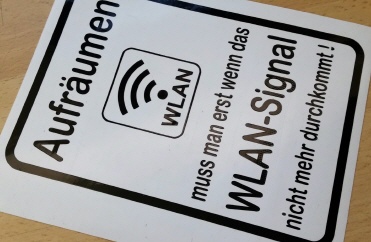 Aufräumen
WLAN
muss man erst wenn das
WLAN-Signal
nicht mehr durchkommt!